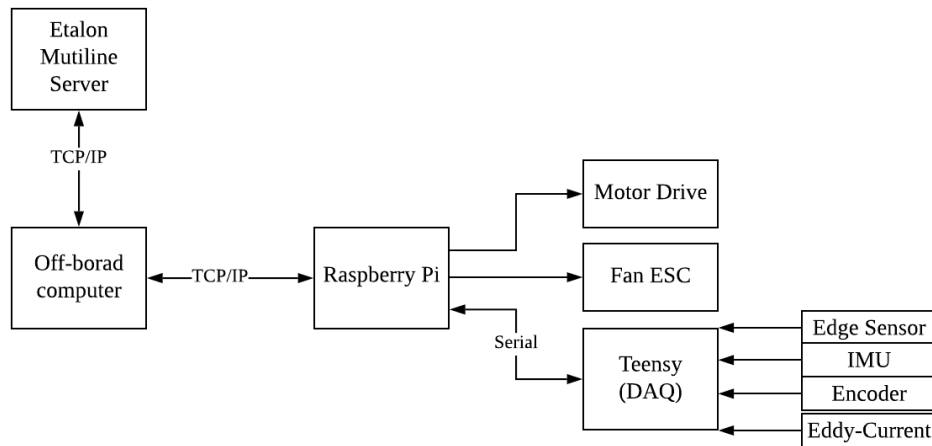 Etalon
Mutiline
Server
TCP/IP
Off-borad
computer
TCP/IP
Raspberry Pi
Motor Drive
Fan ESC
Serial
Teensy
(DAQ)
Edge Sensor
IMU
Encoder
Eddy-Current